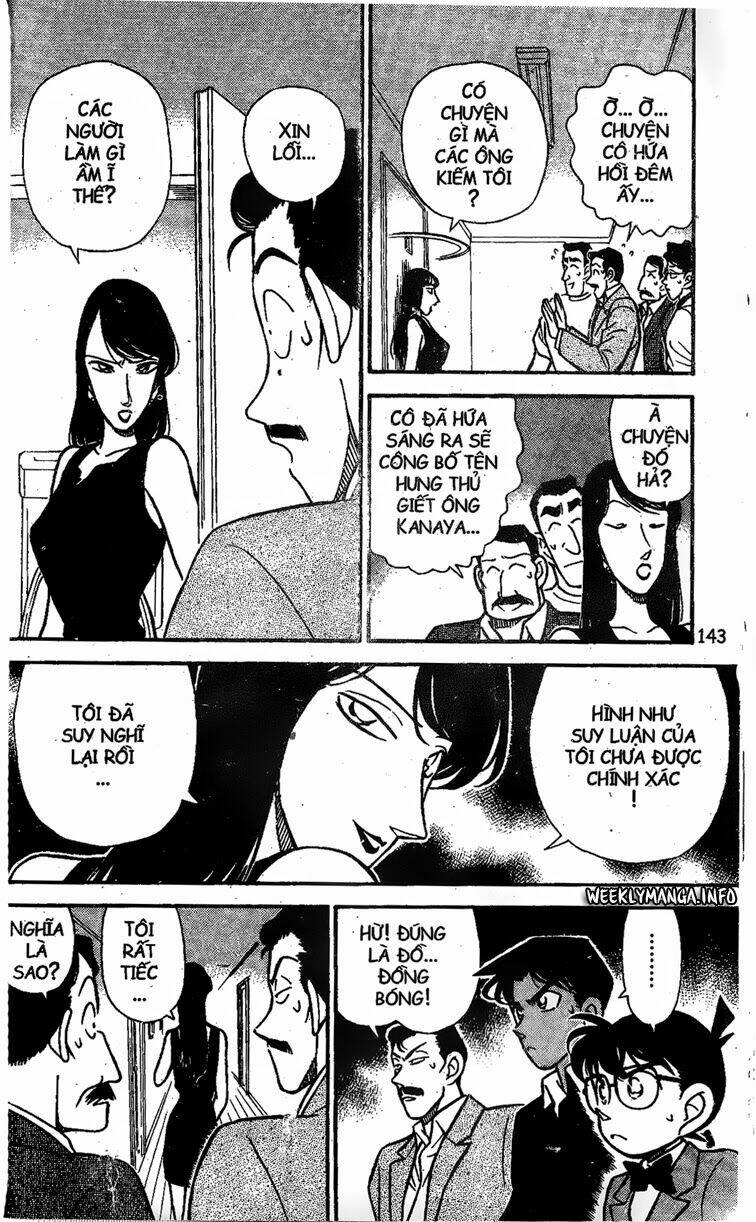 CÁC
NGƯỜI
LÀM GÌ
ẦM Ĩ
THẾ?
XIN
LỖI...
CÓ
CHUYỆN
GÌ MÀ
CÁC ÔNG
KIẾM TÔI
?
Ờ... Ờ...
CHUYỆN
CÔ HỨA
HỒI ĐÊM
ẤY...
CÔ ĐÃ HỨA
SÁNG RA SẼ
CÔNG BỐ TÊN
HUNG THỦ
GIẾT ÔNG
KANAYA...
À
CHUYỆN
ĐÓ
HẢ?
143
TÔI ĐÃ
SUY NGHĨ
LẠI RỒI
...
HÌNH NHƯ
SUY LUẬN CỦA
TÔI CHƯA ĐƯỢC
CHÍNH XÁC
!
WEEKLYMANGA.INFO
NGHĨA
LÀ
SAO?
TÔI
RẤT
TIẾC
...
HỪ! ĐÚNG
LÀ ĐỒ...
ĐỒNG
BÓNG!
........